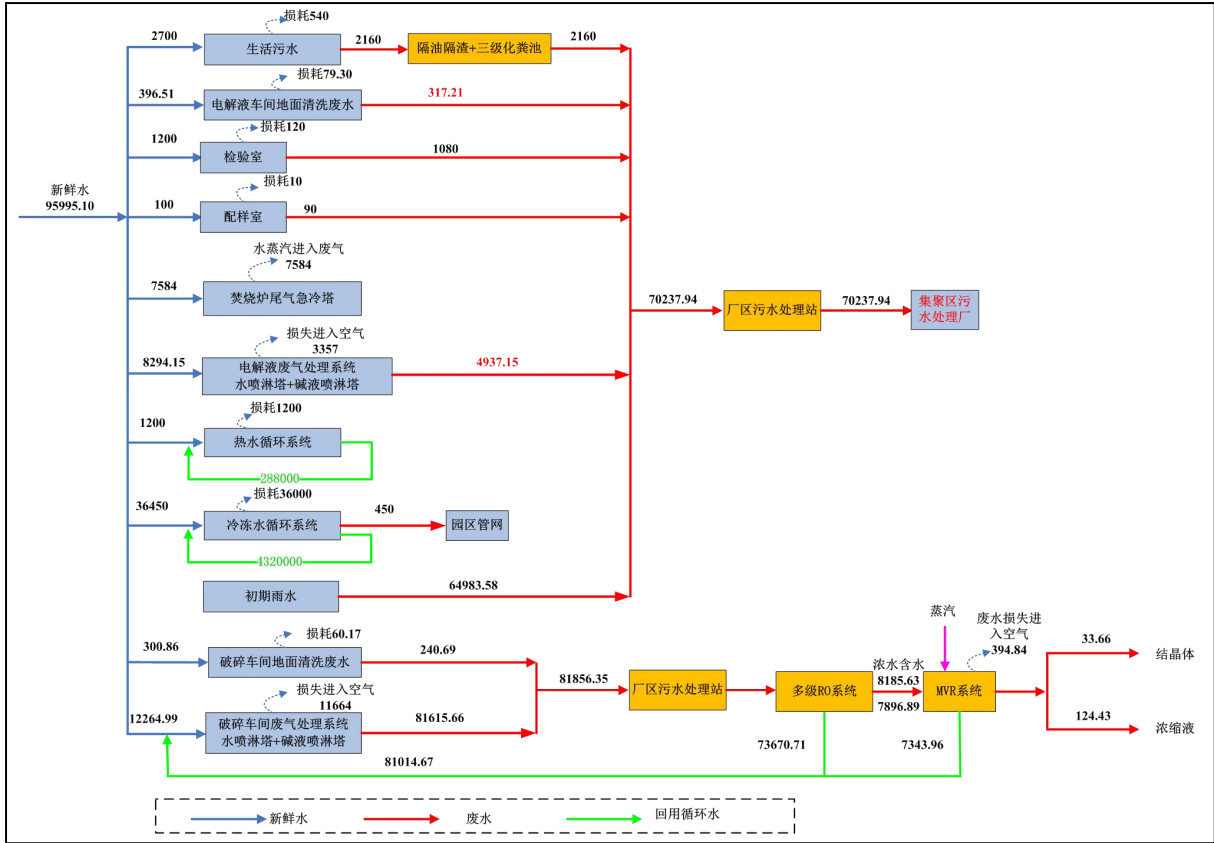 损耗540
2700
生活污水
2160
隔油隔渣+三级化粪池
2160
损耗79.30
396.51
电解液车间地面清洗废水
317.21
损耗120
1200
检验室
1080
新鲜水
95995.10
损耗10
100
配样室
90
水蒸汽进入废气
7584
7584
焚烧炉尾气急冷塔
70237.94
厂区污水处理站
70237.94
集聚区污
水处理厂
损失进入空气
3357
8294.15
电解液废气处理系统
水喷淋塔+碱液喷淋塔
4937.15
损耗1200
1200
热水循环系统
288000
损耗36000
36450
冷冻水循环系统
450
园区管网
4320000
初期雨水
64983.58
损耗60.17
300.86
破碎车间地面清洗废水
240.69
损失进入空气
11664
12264.99
破碎车间废气处理系统
水喷淋塔+碱液喷淋塔
81615.66
81856.35
厂区污水处理站
多级RO系统
浓水含水
8185.63
7896.89
蒸汽
MVR系统
废水损失进
入空气
394.84
33.66
结晶体
124.43
浓缩液
73670.71
7343.96
81014.67
新鲜水
废水
回用循环水